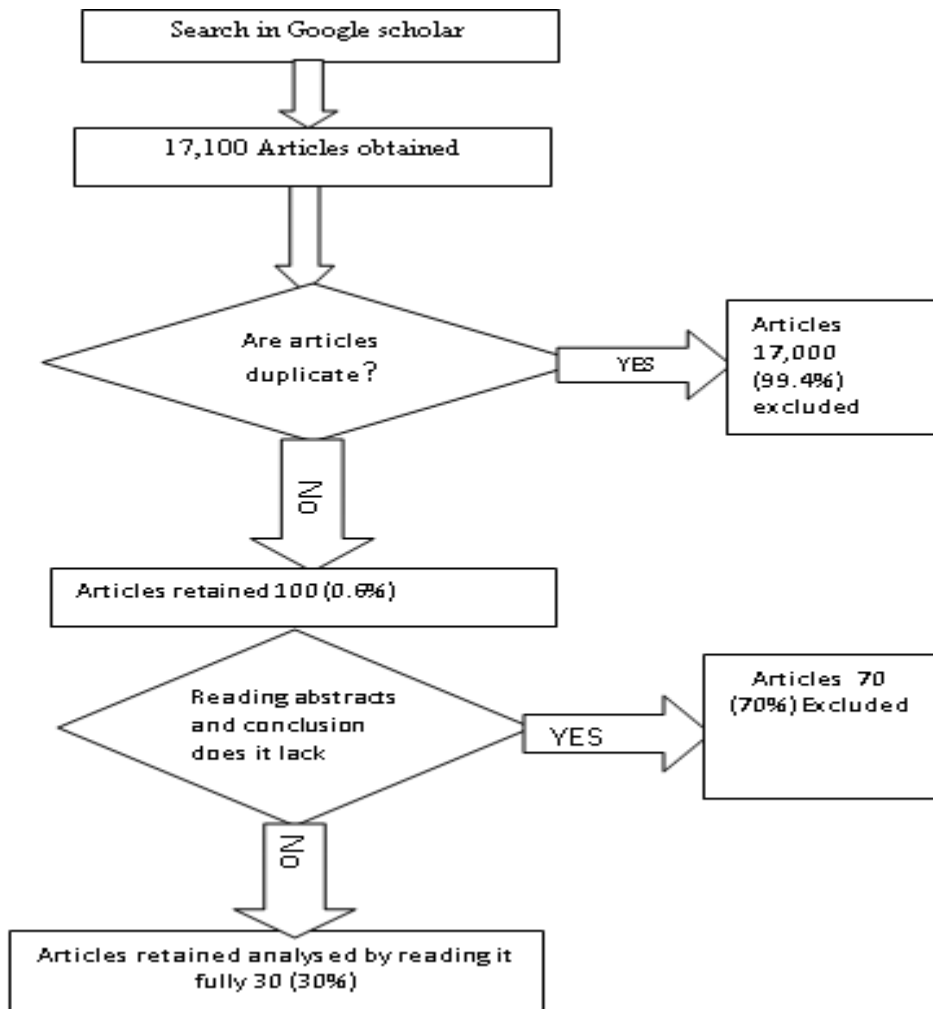 Search in Google scholar
17,100 Articles obtained
Are articles
duplicate?
YES
Articles
17,000
(99.4%)
excluded
No
Articles retained 100 (0.6%)
Reading abstracts
and conclusion
does it lack
YES
Articles 70
(70%) Excluded
No
Articles retained analysed by reading it
fully 30 (30%)